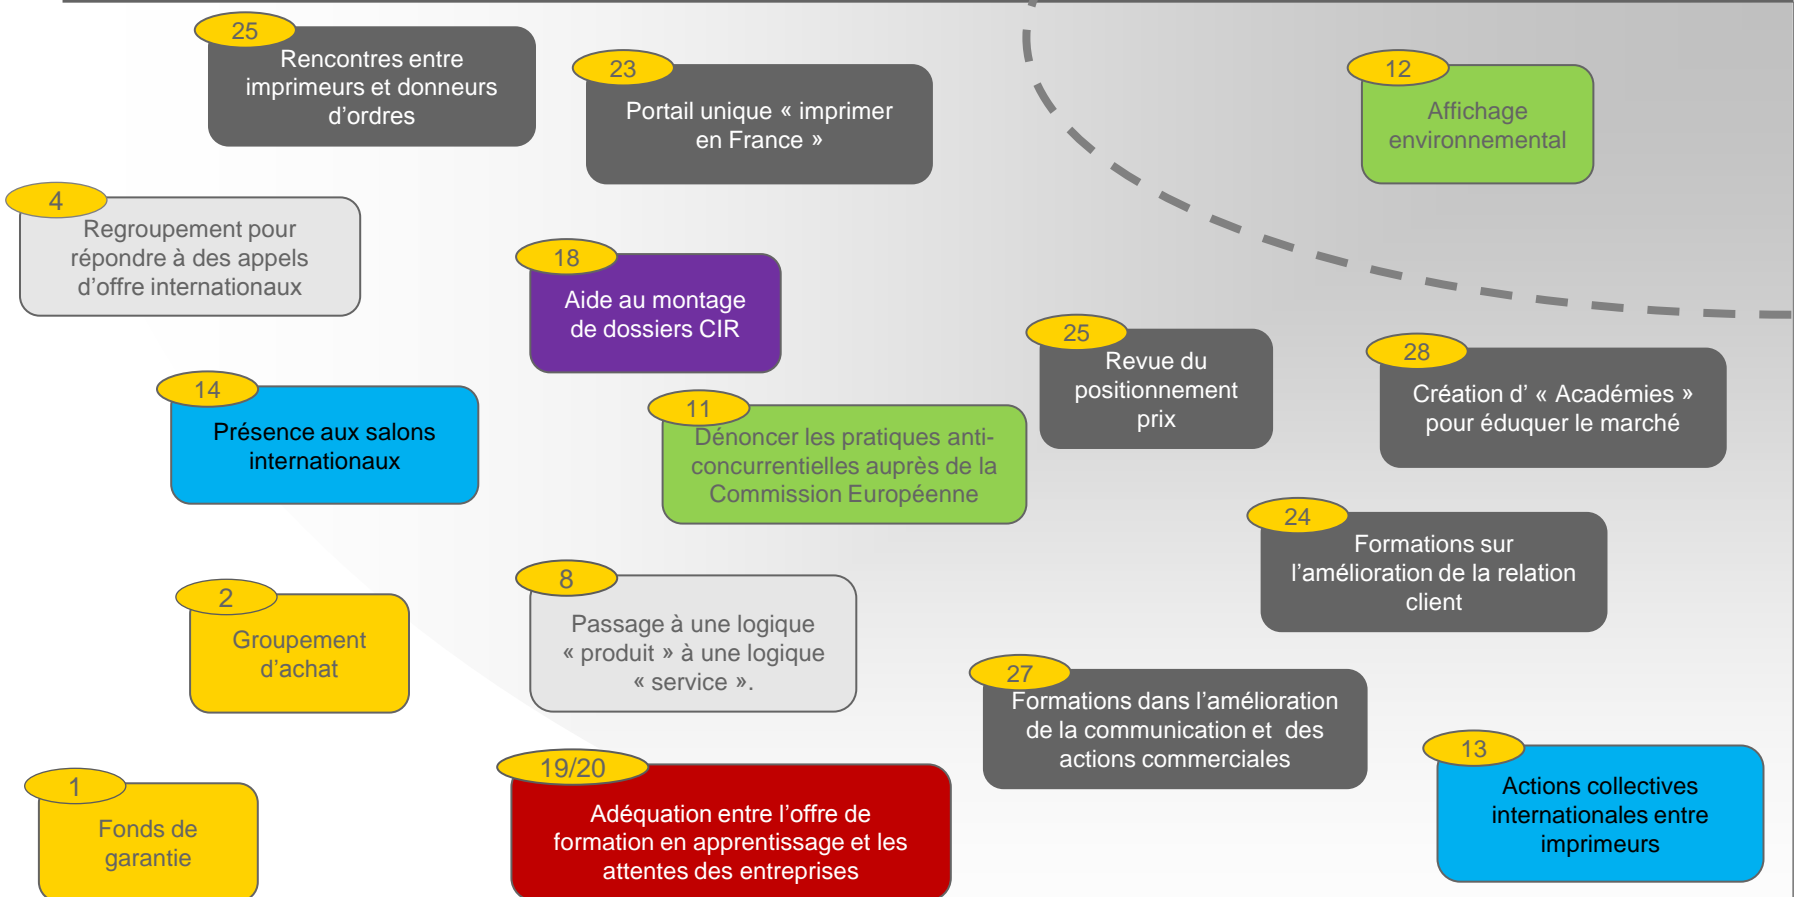 25
Rencontres entre
imprimeurs et donneurs
d’ordres
23
Portail unique « imprimer
en France »
12
Affichage
environnemental
4
Regroupement pour
répondre à des appels
d’offre internationaux
18
Aide au montage
de dossiers CIR
25
Revue du
positionnement
prix
28
Création d’ « Académies »
pour éduquer le marché
14
Présence aux salons
internationaux
11
Dénoncer les pratiques anti-
concurrentielles auprès de la
Commission Européenne
24
Formations sur
l’amélioration de la relation
client
2
Groupement
d’achat
8
Passage à une logique
« produit » à une logique
« service ».
27
Formations dans l’amélioration
de la communication et des
actions commerciales
13
Actions collectives
internationales entre
imprimeurs
1
Fonds de
garantie
19/20
Adéquation entre l’offre de
formation en apprentissage et les
attentes des entreprises